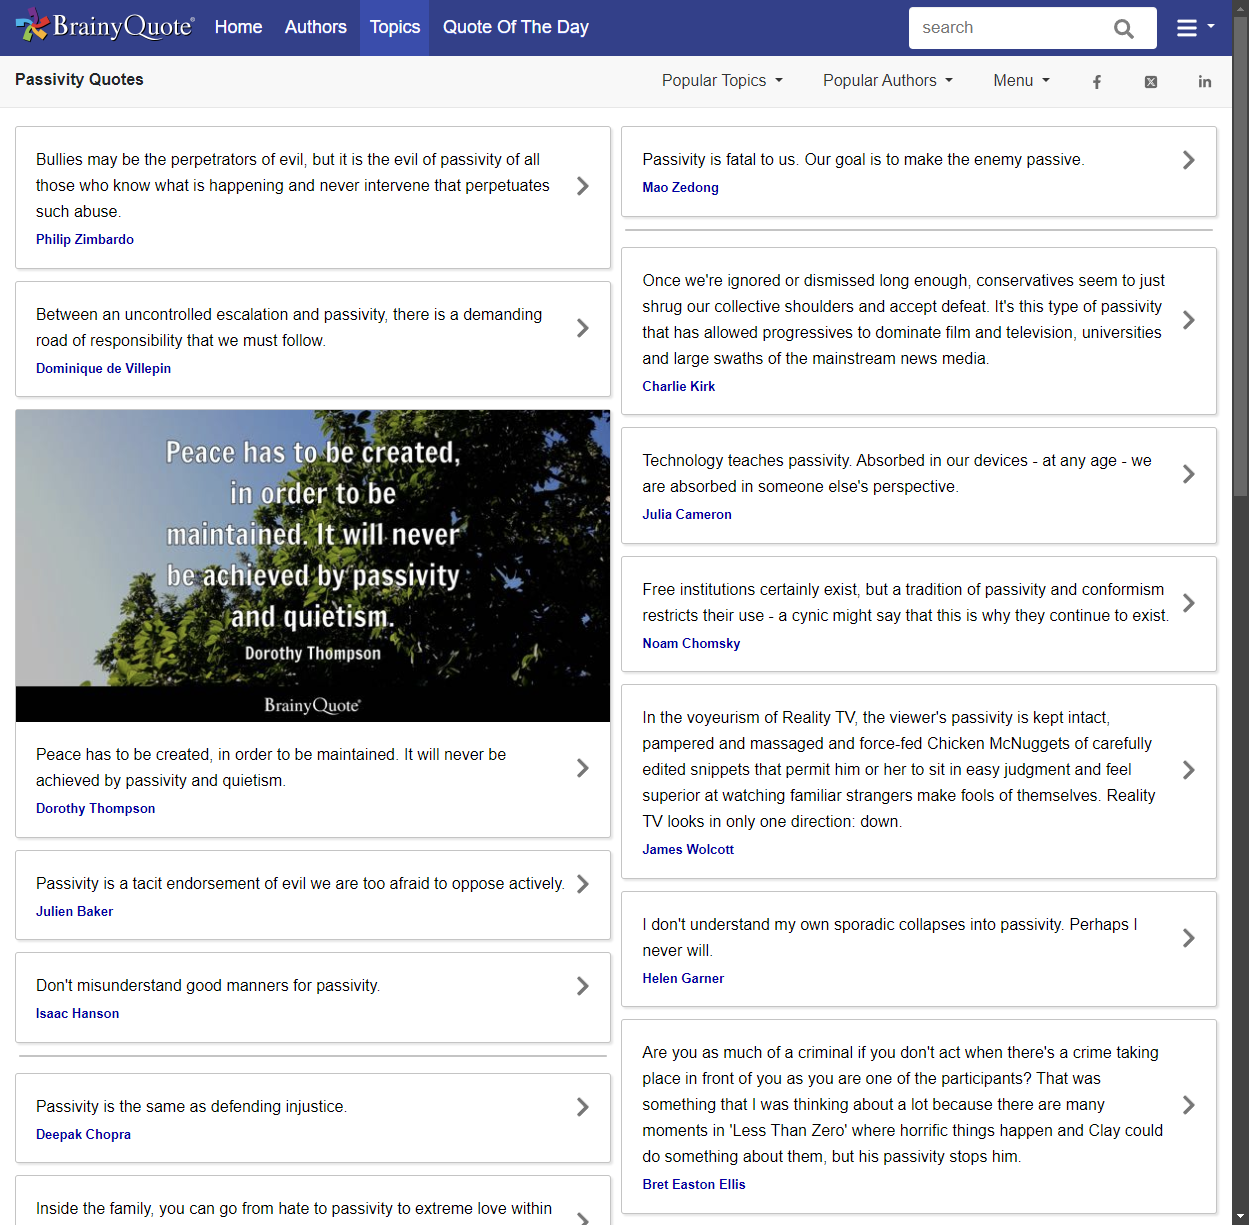 BrainyQuote®
Home
Authors
Topics
Quote Of The Day
search
Passivity Quotes
Popular Topics
Popular Authors
Menu
Bullies may be the perpetrators of evil, but it is the evil of passivity of all
those who know what is happening and never intervene that perpetuates
such abuse.
Philip Zimbardo
Between an uncontrolled escalation and passivity, there is a demanding
road of responsibility that we must follow.
Dominique de Villepin
Peace has to be created,
in order to be
maintained. It will never
be achieved by passivity
and quietism.
Dorothy Thompson
BrainyQuote®
Peace has to be created, in order to be maintained. It will never be
achieved by passivity and quietism.
Dorothy Thompson
Passivity is a tacit endorsement of evil we are too afraid to oppose actively.
Julien Baker
Don't misunderstand good manners for passivity.
Isaac Hanson
Passivity is the same as defending injustice.
Deepak Chopra
Inside the family, you can go from hate to passivity to extreme love within
Passivity is fatal to us. Our goal is to make the enemy passive.
Mao Zedong
Once we're ignored or dismissed long enough, conservatives seem to just
shrug our collective shoulders and accept defeat. It's this type of passivity
that has allowed progressives to dominate film and television, universities
and large swaths of the mainstream news media.
Charlie Kirk
Technology teaches passivity. Absorbed in our devices - at any age - we
are absorbed in someone else's perspective.
Julia Cameron
Free institutions certainly exist, but a tradition of passivity and conformism
restricts their use - a cynic might say that this is why they continue to exist.
Noam Chomsky
In the voyeurism of Reality TV, the viewer's passivity is kept intact,
pampered and massaged and force-fed Chicken McNuggets of carefully
edited snippets that permit him or her to sit in easy judgment and feel
superior at watching familiar strangers make fools of themselves. Reality
TV looks in only one direction: down.
James Wolcott
I don't understand my own sporadic collapses into passivity. Perhaps I
never will.
Helen Garner
Are you as much of a criminal if you don't act when there's a crime taking
place in front of you as you are one of the participants? That was
something that I was thinking about a lot because there are many
moments in 'Less Than Zero' where horrific things happen and Clay could
do something about them, but his passivity stops him.
Bret Easton Ellis